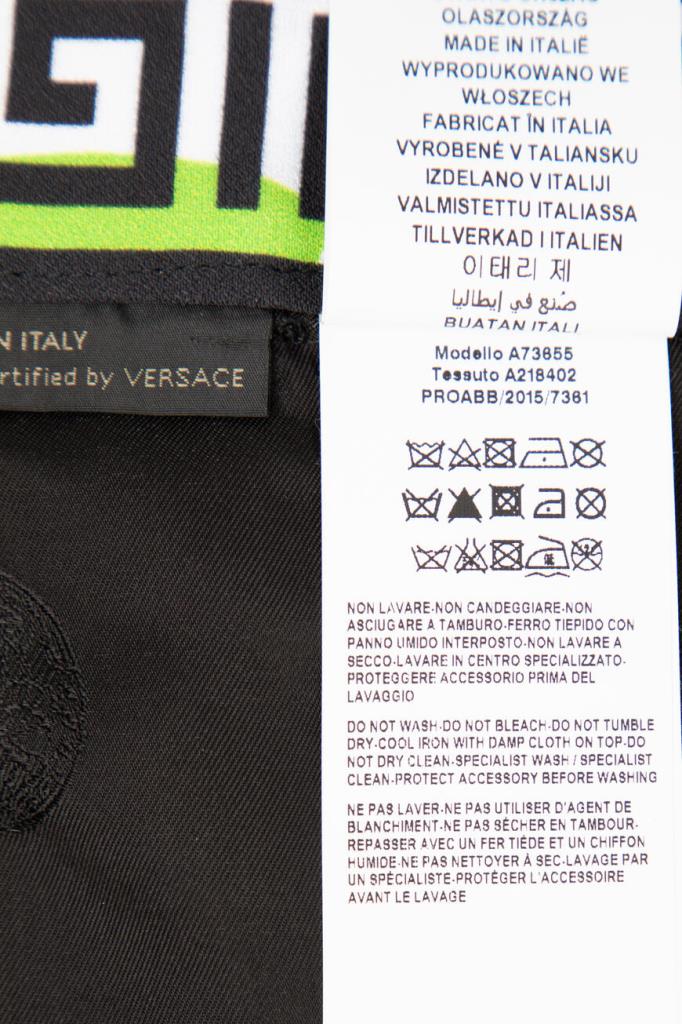 OLASZORSZÁG
MADE IN ITALIË
WYPRODUKOWANO WE
WŁOSZECH
FABRICAT ÎN ITALIA
VYROBENÉ V TALIANSKU
IZDELANO V ITALIJI
VALMISTETTU ITALIASSA
TILLVERKAD I ITALIEN
이태리 제
صنع في إيطاليا
BUATAN ITALI
N ITALY
rtified by VERSACE
Modello A73855
Tessuto A218402
PROABB/2015/7361
NON LAVARE-NON CANDEGGIARE-NON
ASCIUGARE A TAMBURO-FERRO TIEPIDO CON
PANNO UMIDO INTERPOSTO-NON LAVARE A
SECCO-LAVARE IN CENTRO SPECIALIZZATO-
PROTEGGERE ACCESSORIO PRIMA DEL
LAVAGGIO
DO NOT WASH-DO NOT BLEACH-DO NOT TUMBLE
DRY-COOL IRON WITH DAMP CLOTH ON TOP-DO
NOT DRY CLEAN-SPECIALIST WASH / SPECIALIST
CLEAN-PROTECT ACCESSORY BEFORE WASHING
NE PAS LAVER-NE PAS UTILISER D'AGENT DE
BLANCHIMENT-NE PAS SÉCHER EN TAMBOUR-
REPASSER AVEC UN FER TIÈDE ET UN CHIFFON
HUMIDE-NE PAS NETTOYER À SEC-LAVAGE PAR
UN SPÉCIALISTE-PROTÉGER L'ACCESSOIRE
AVANT LE LAVAGE